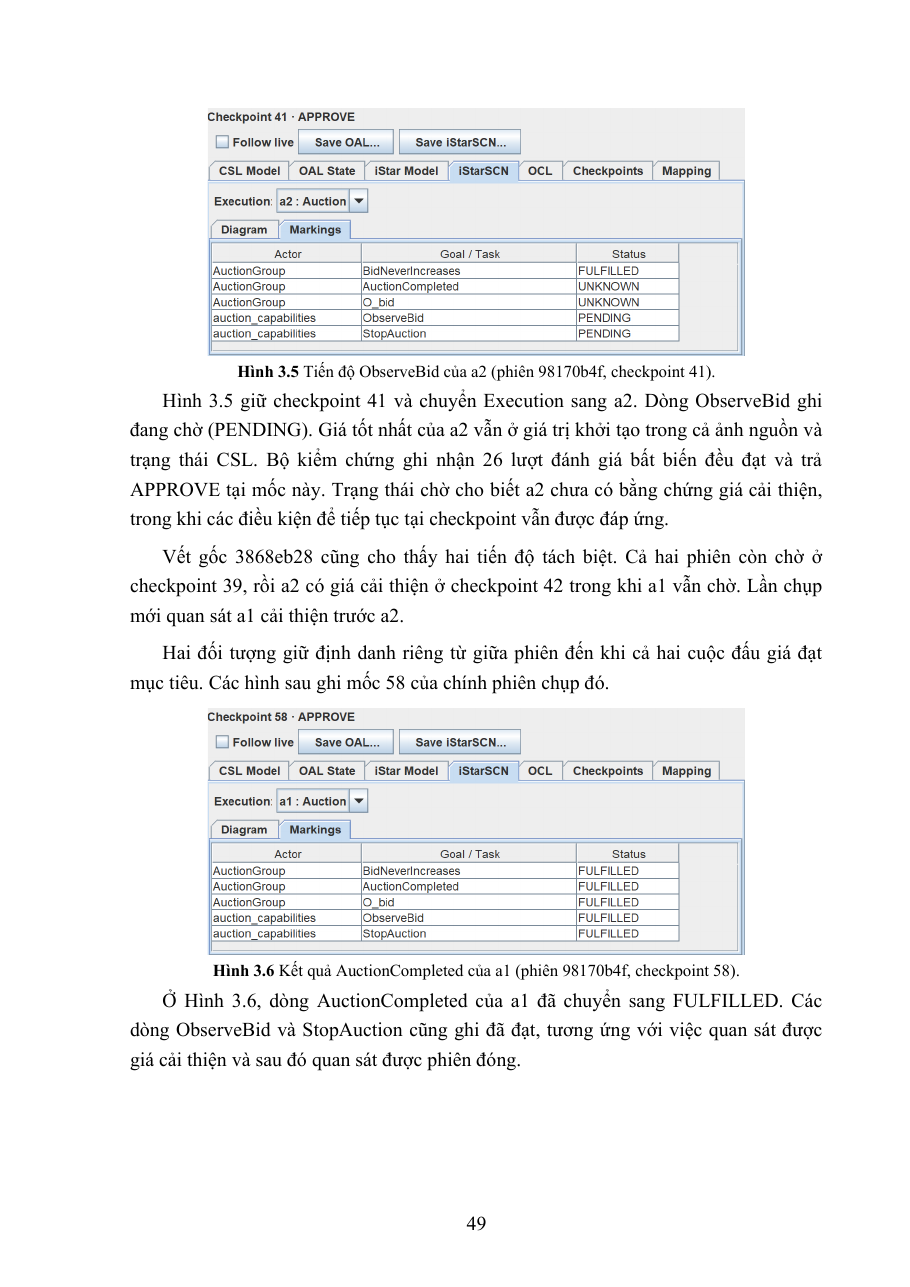 Checkpoint 41 · APPROVE
Follow live Save OAL... Save iStarSCN...
CSL Model OAL State iStar Model iStarSCN OCL Checkpoints Mapping
Execution: a2 : Auction
Diagram Markings
Actor Goal / Task Status
AuctionGroup BidNeverIncreases FULFILLED
AuctionGroup AuctionCompleted UNKNOWN
AuctionGroup O_bid UNKNOWN
auction_capabilities ObserveBid PENDING
auction_capabilities StopAuction PENDING
Hình 3.5 Tiến độ ObserveBid của a2 (phiên 98170b4f, checkpoint 41).
Hình 3.5 giữ checkpoint 41 và chuyển Execution sang a2. Dòng ObserveBid ghi
đang chờ (PENDING). Giá tốt nhất của a2 vẫn ở giá trị khởi tạo trong cả ảnh nguồn và
trạng thái CSL. Bộ kiểm chứng ghi nhận 26 lượt đánh giá bất biến đều đạt và trả
APPROVE tại mốc này. Trạng thái chờ cho biết a2 chưa có bằng chứng giá cải thiện,
trong khi các điều kiện để tiếp tục tại checkpoint vẫn được đáp ứng.
Vết gốc 3868eb28 cũng cho thấy hai tiến độ tách biệt. Cả hai phiên còn chờ ở
checkpoint 39, rồi a2 có giá cải thiện ở checkpoint 42 trong khi a1 vẫn chờ. Lần chụp
mới quan sát a1 cải thiện trước a2.
Hai đối tượng giữ định danh riêng từ giữa phiên đến khi cả hai cuộc đấu giá đạt
mục tiêu. Các hình sau ghi mốc 58 của chính phiên chụp đó.
Checkpoint 58 · APPROVE
Follow live Save OAL... Save iStarSCN...
CSL Model OAL State iStar Model iStarSCN OCL Checkpoints Mapping
Execution: a1 : Auction
Diagram Markings
Actor Goal / Task Status
AuctionGroup BidNeverIncreases FULFILLED
AuctionGroup AuctionCompleted FULFILLED
AuctionGroup O_bid FULFILLED
auction_capabilities ObserveBid FULFILLED
auction_capabilities StopAuction FULFILLED
Hình 3.6 Kết quả AuctionCompleted của a1 (phiên 98170b4f, checkpoint 58).
Ở Hình 3.6, dòng AuctionCompleted của a1 đã chuyển sang FULFILLED. Các
dòng ObserveBid và StopAuction cũng ghi đã đạt, tương ứng với việc quan sát được
giá cải thiện và sau đó quan sát được phiên đóng.
49